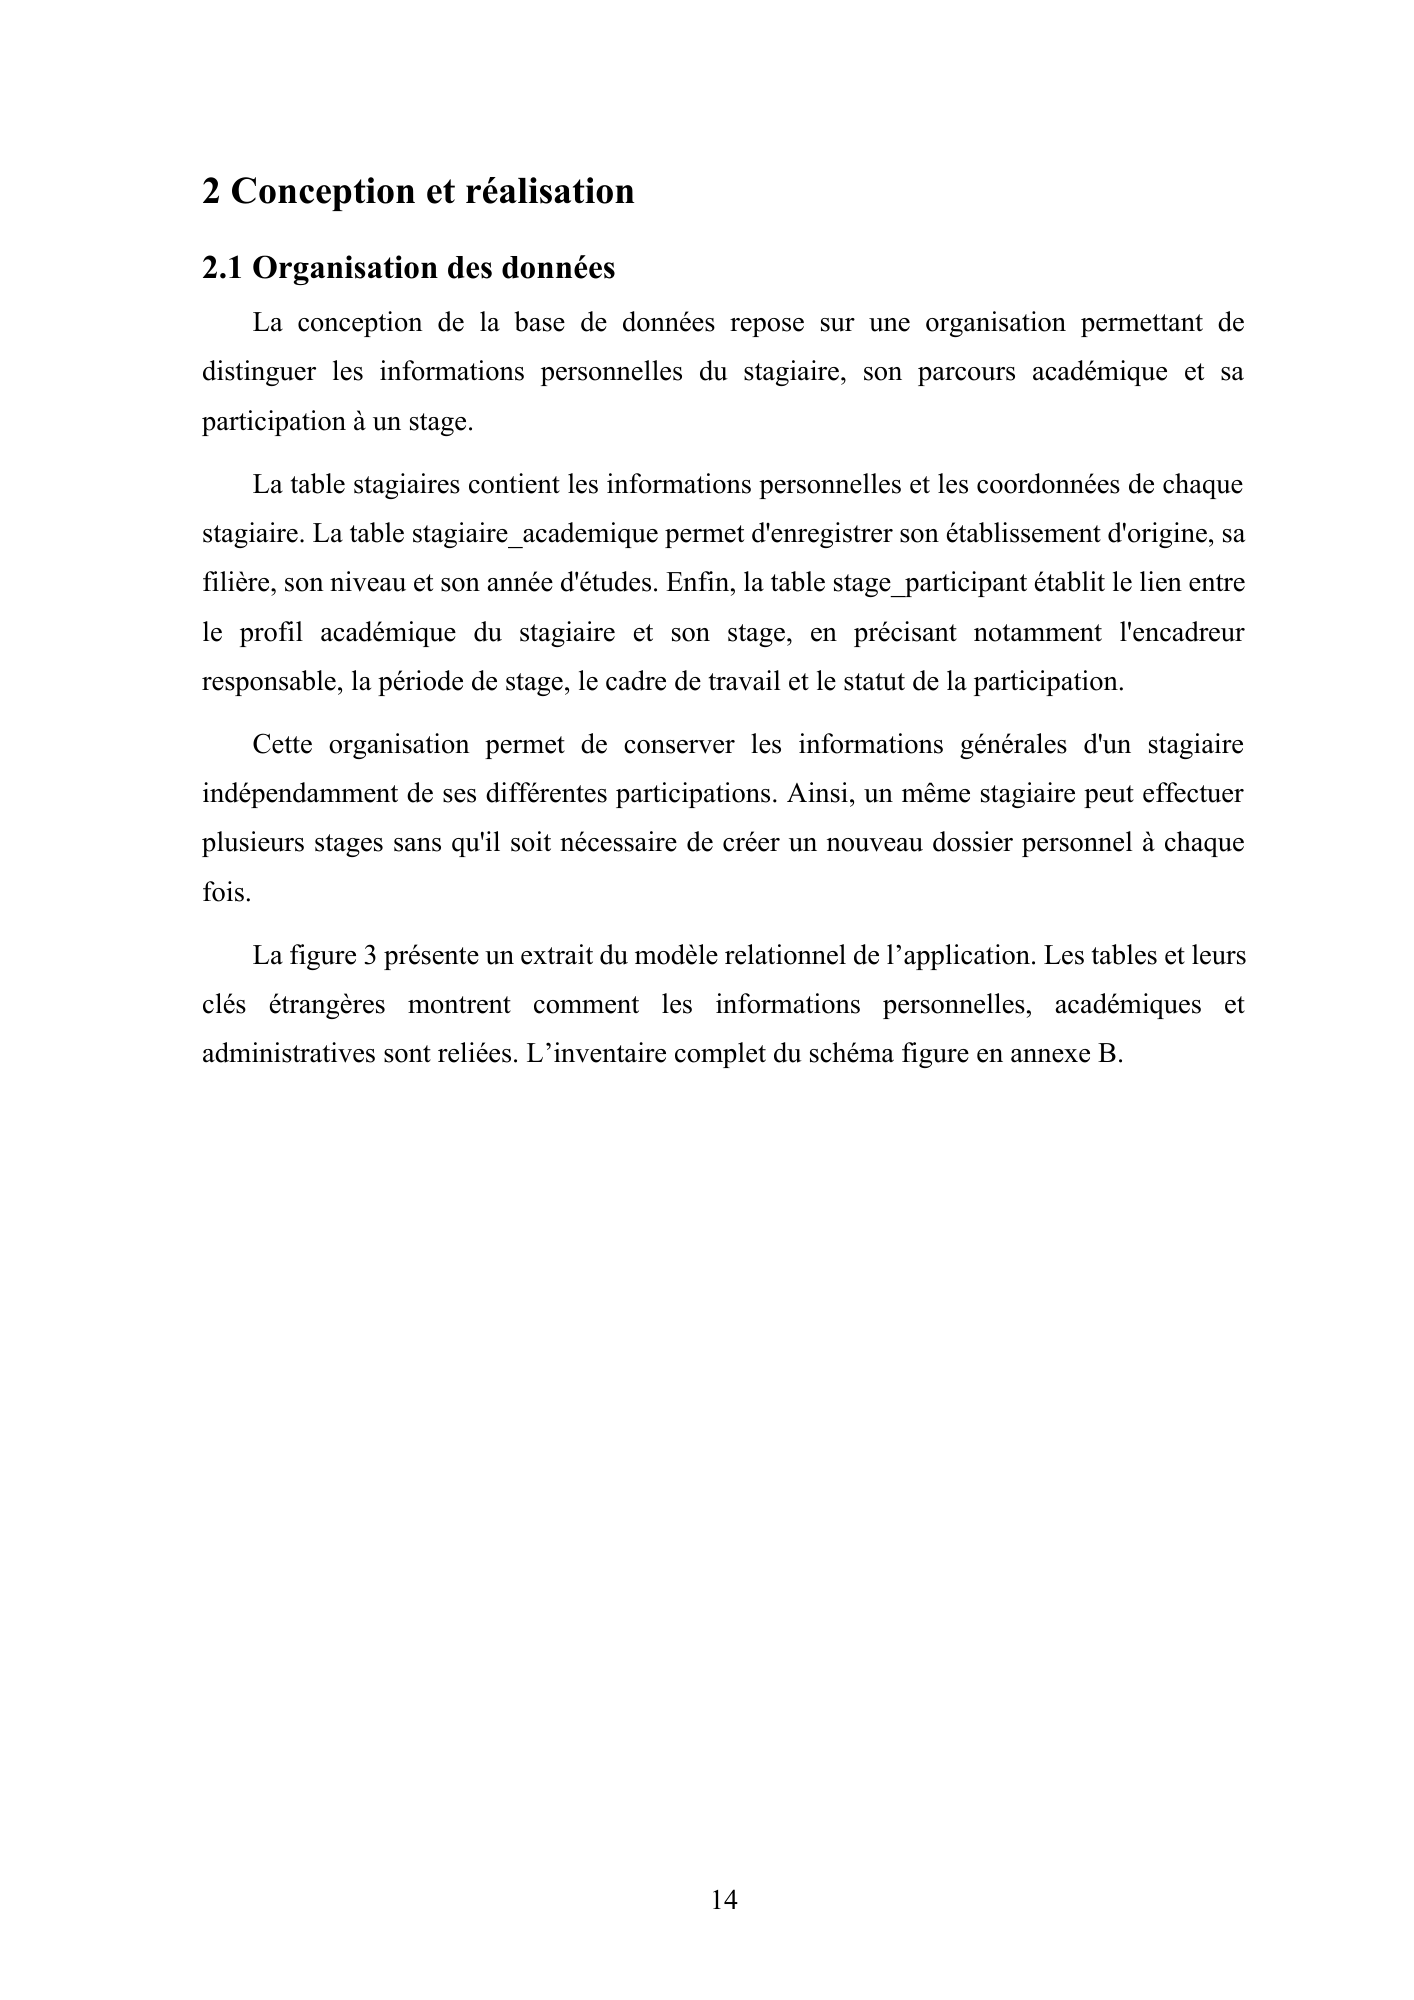 2 Conception et réalisation
2.1 Organisation des données
La conception de la base de données repose sur une organisation permettant de
distinguer les informations personnelles du stagiaire, son parcours académique et sa
participation à un stage.
La table stagiaires contient les informations personnelles et les coordonnées de chaque
stagiaire. La table stagiaire_academique permet d'enregistrer son établissement d'origine, sa
filière, son niveau et son année d'études. Enfin, la table stage_participant établit le lien entre
le profil académique du stagiaire et son stage, en précisant notamment l'encadreur
responsable, la période de stage, le cadre de travail et le statut de la participation.
Cette organisation permet de conserver les informations générales d'un stagiaire
indépendamment de ses différentes participations. Ainsi, un même stagiaire peut effectuer
plusieurs stages sans qu'il soit nécessaire de créer un nouveau dossier personnel à chaque
fois.
La figure 3 présente un extrait du modèle relationnel de l’application. Les tables et leurs
clés étrangères montrent comment les informations personnelles, académiques et
administratives sont reliées. L’inventaire complet du schéma figure en annexe B.
14